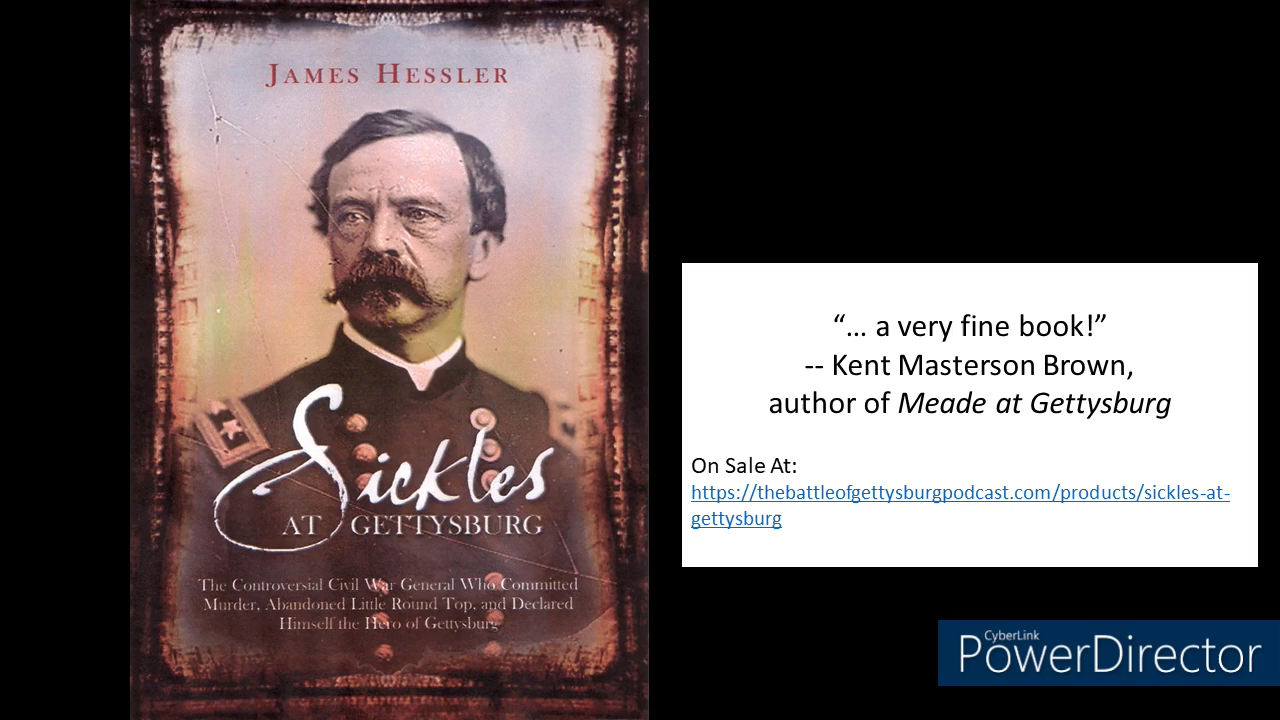 JAMES HESSLER
Sickles
AT GETTYSBURG
The Controversial Civil War General Who Committed
Murder, Abandoned Little Round Top, and Declared
Himself the Hero of Gettysburg
“... a very fine book!”
-- Kent Masterson Brown,
author of Meade at Gettysburg
On Sale At:
https://thebattleofgettysburgpodcast.com/products/sickles-at-
gettysburg
CyberLink
PowerDirector